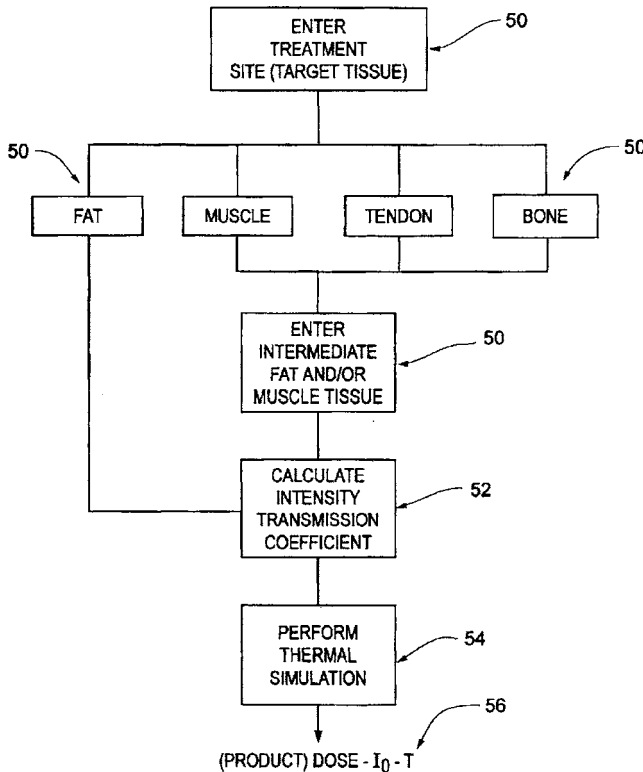 ENTER
TREATMENT
SITE (TARGET TISSUE)
50
50
50
FAT
MUSCLE
TENDON
BONE
ENTER
INTERMEDIATE
FAT AND/OR
MUSCLE TISSUE
50
CALCULATE
INTENSITY
TRANSMISSION
COEFFICIENT
52
PERFORM
THERMAL
SIMULATION
54
56
(PRODUCT) DOSE - I₀ - T